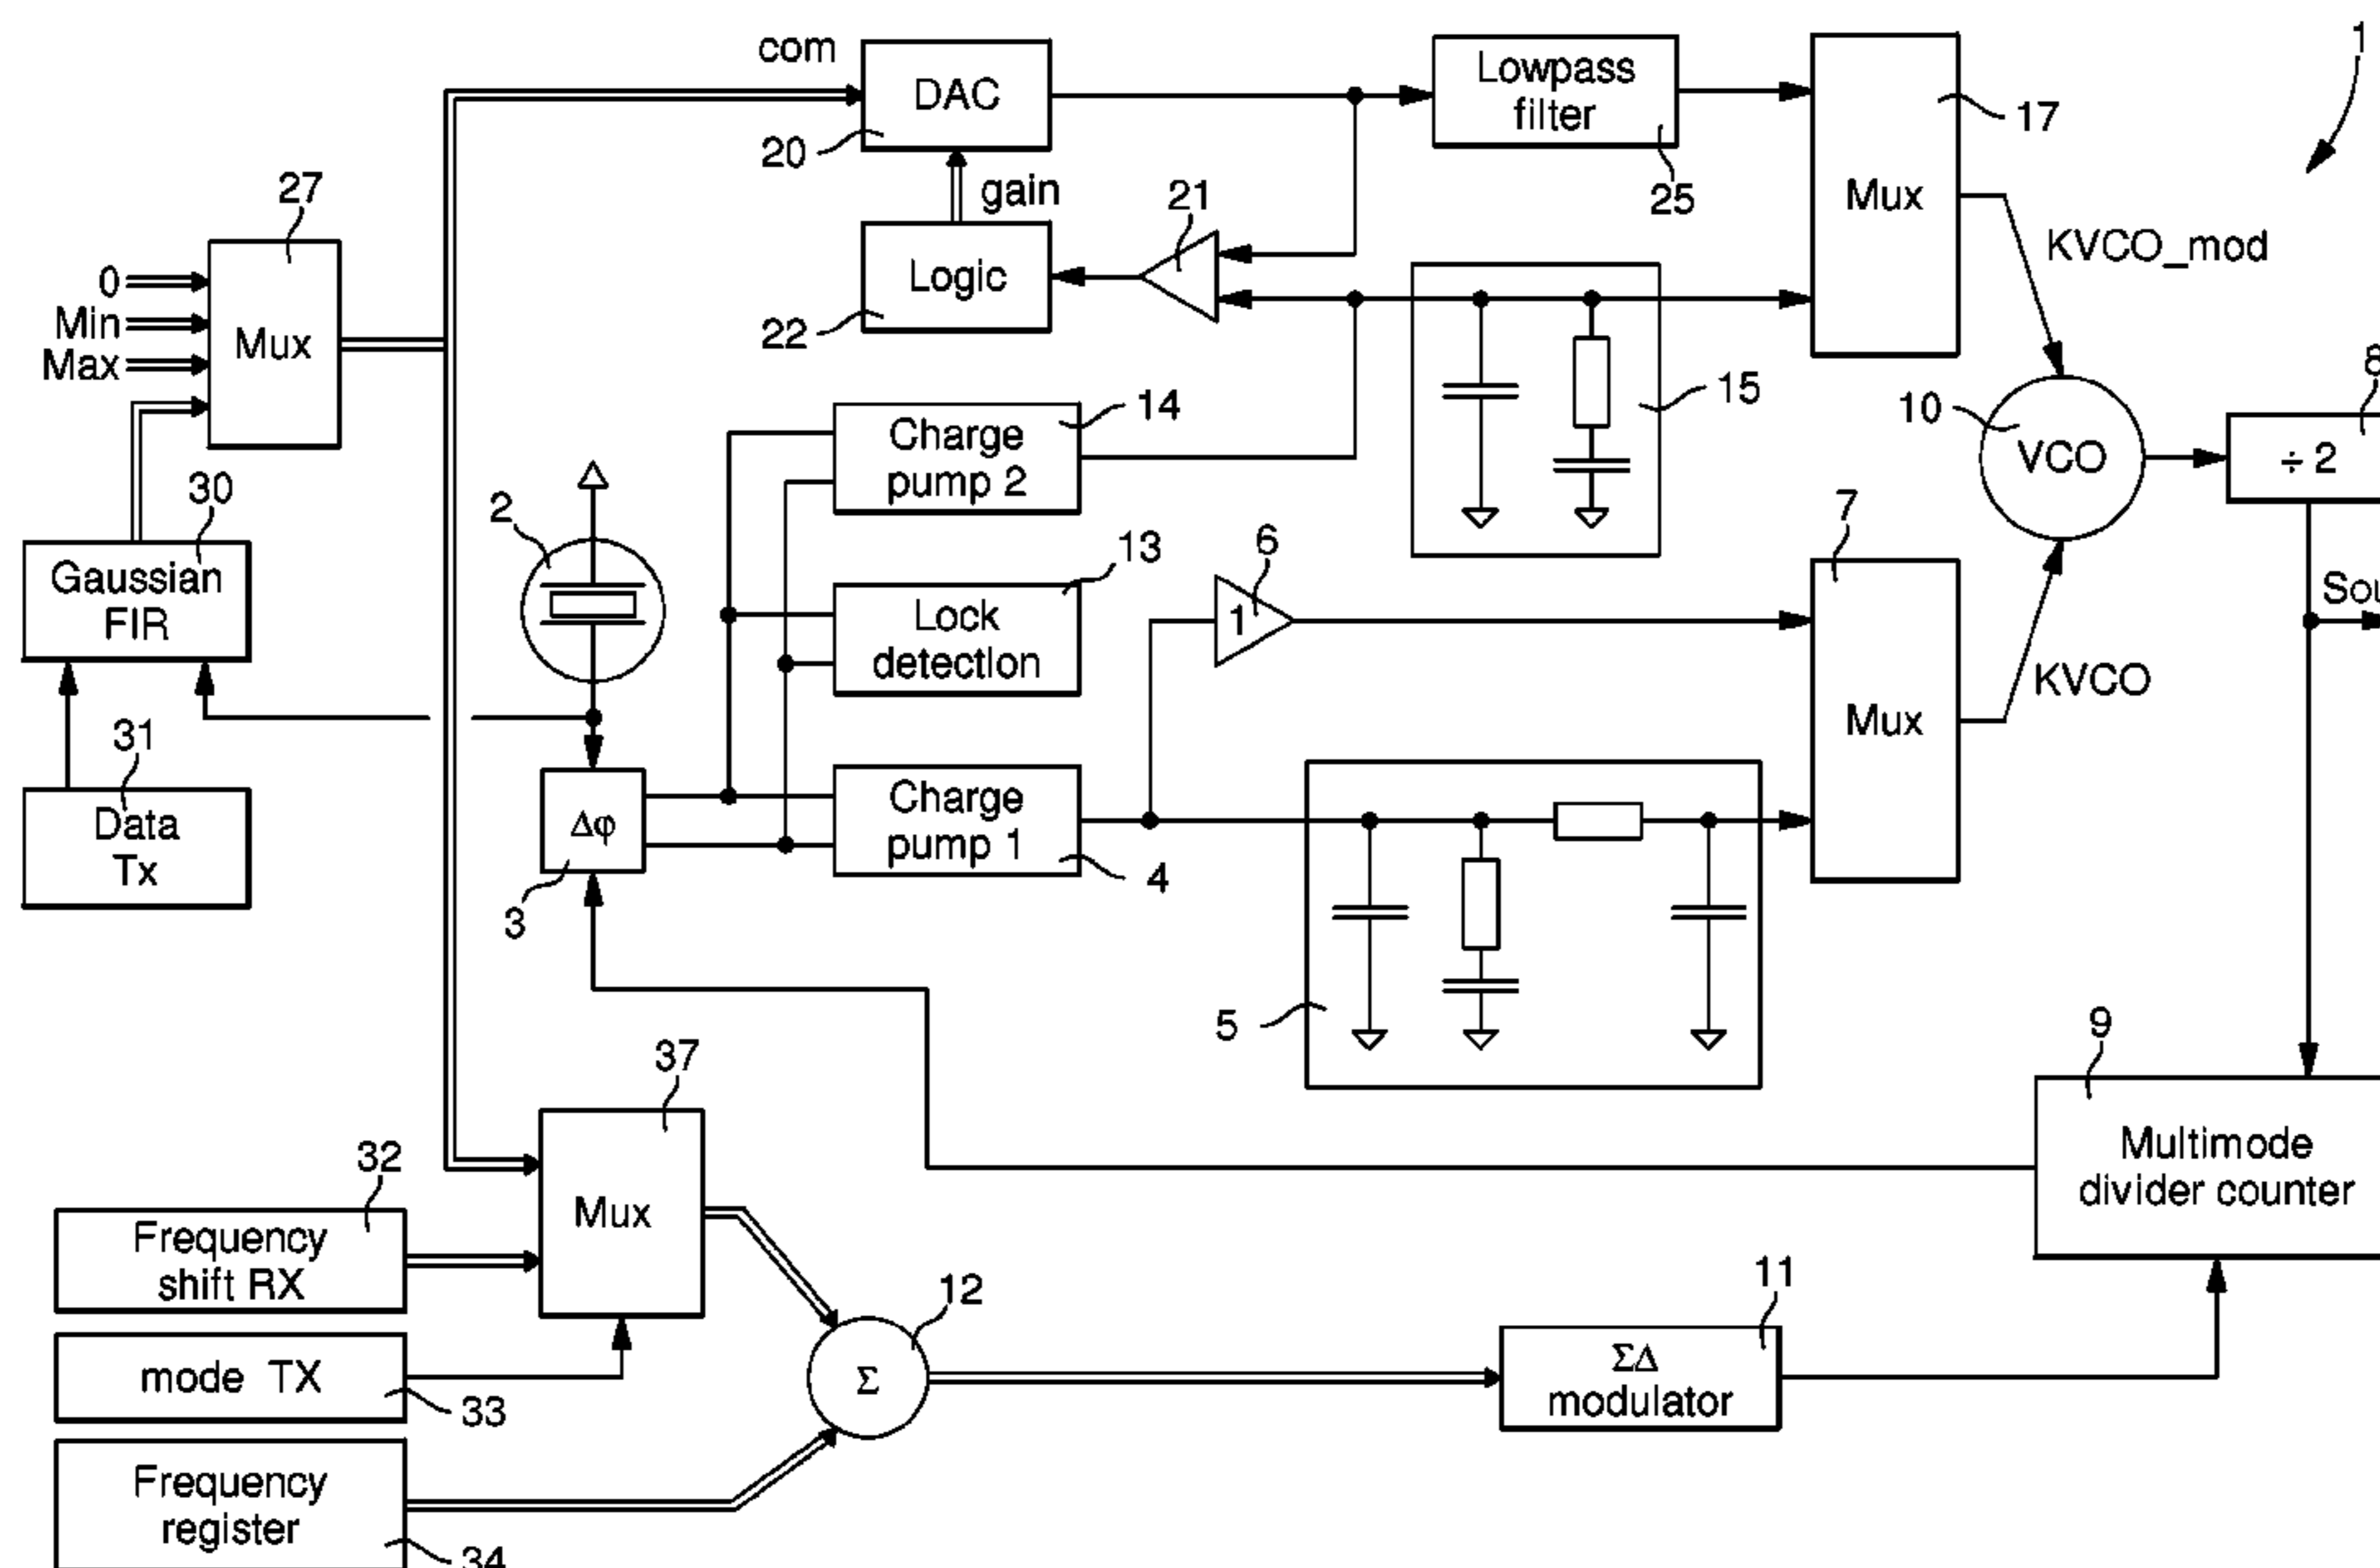 com
DAC
20
Lowpass
filter
25
17
1
Mux
gain
21
Logic
22
27
0
Min
Max
Mux
KVCO_mod
15
14
Charge
pump 2
10
VCO
8
÷ 2
30
Gaussian
FIR
2
13
Lock
detection
6
1
7
Mux
KVCO
31
Data
Tx
Δφ
3
Charge
pump 1
4
5
9
Multimode
divider counter
37
Mux
32
Frequency
shift RX
mode TX
33
12
Σ
11
ΣΔ
modulator
Frequency
register
34